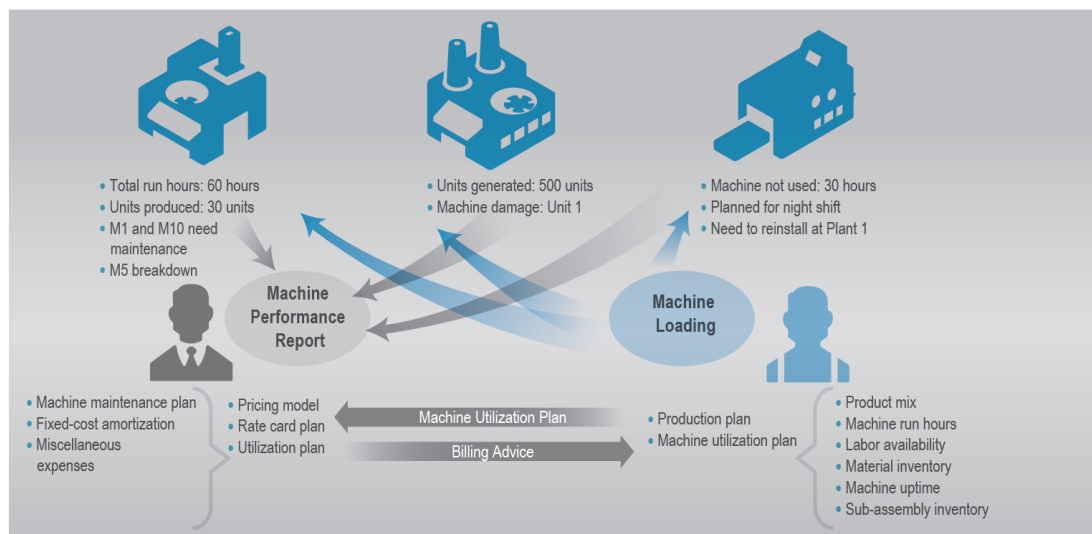 • Total run hours: 60 hours
• Units produced: 30 units
• M1 and M10 need
maintenance
• M5 breakdown
• Units generated: 500 units
• Machine damage: Unit 1
• Machine not used: 30 hours
• Planned for night shift
• Need to reinstall at Plant 1
Machine
Performance
Report
Machine
Loading
• Machine maintenance plan
• Fixed-cost amortization
• Miscellaneous
expenses
• Pricing model
• Rate card plan
• Utilization plan
Machine Utilization Plan
Billing Advice
• Production plan
• Machine utilization plan
• Product mix
• Machine run hours
• Labor availability
• Material inventory
• Machine uptime
• Sub-assembly inventory